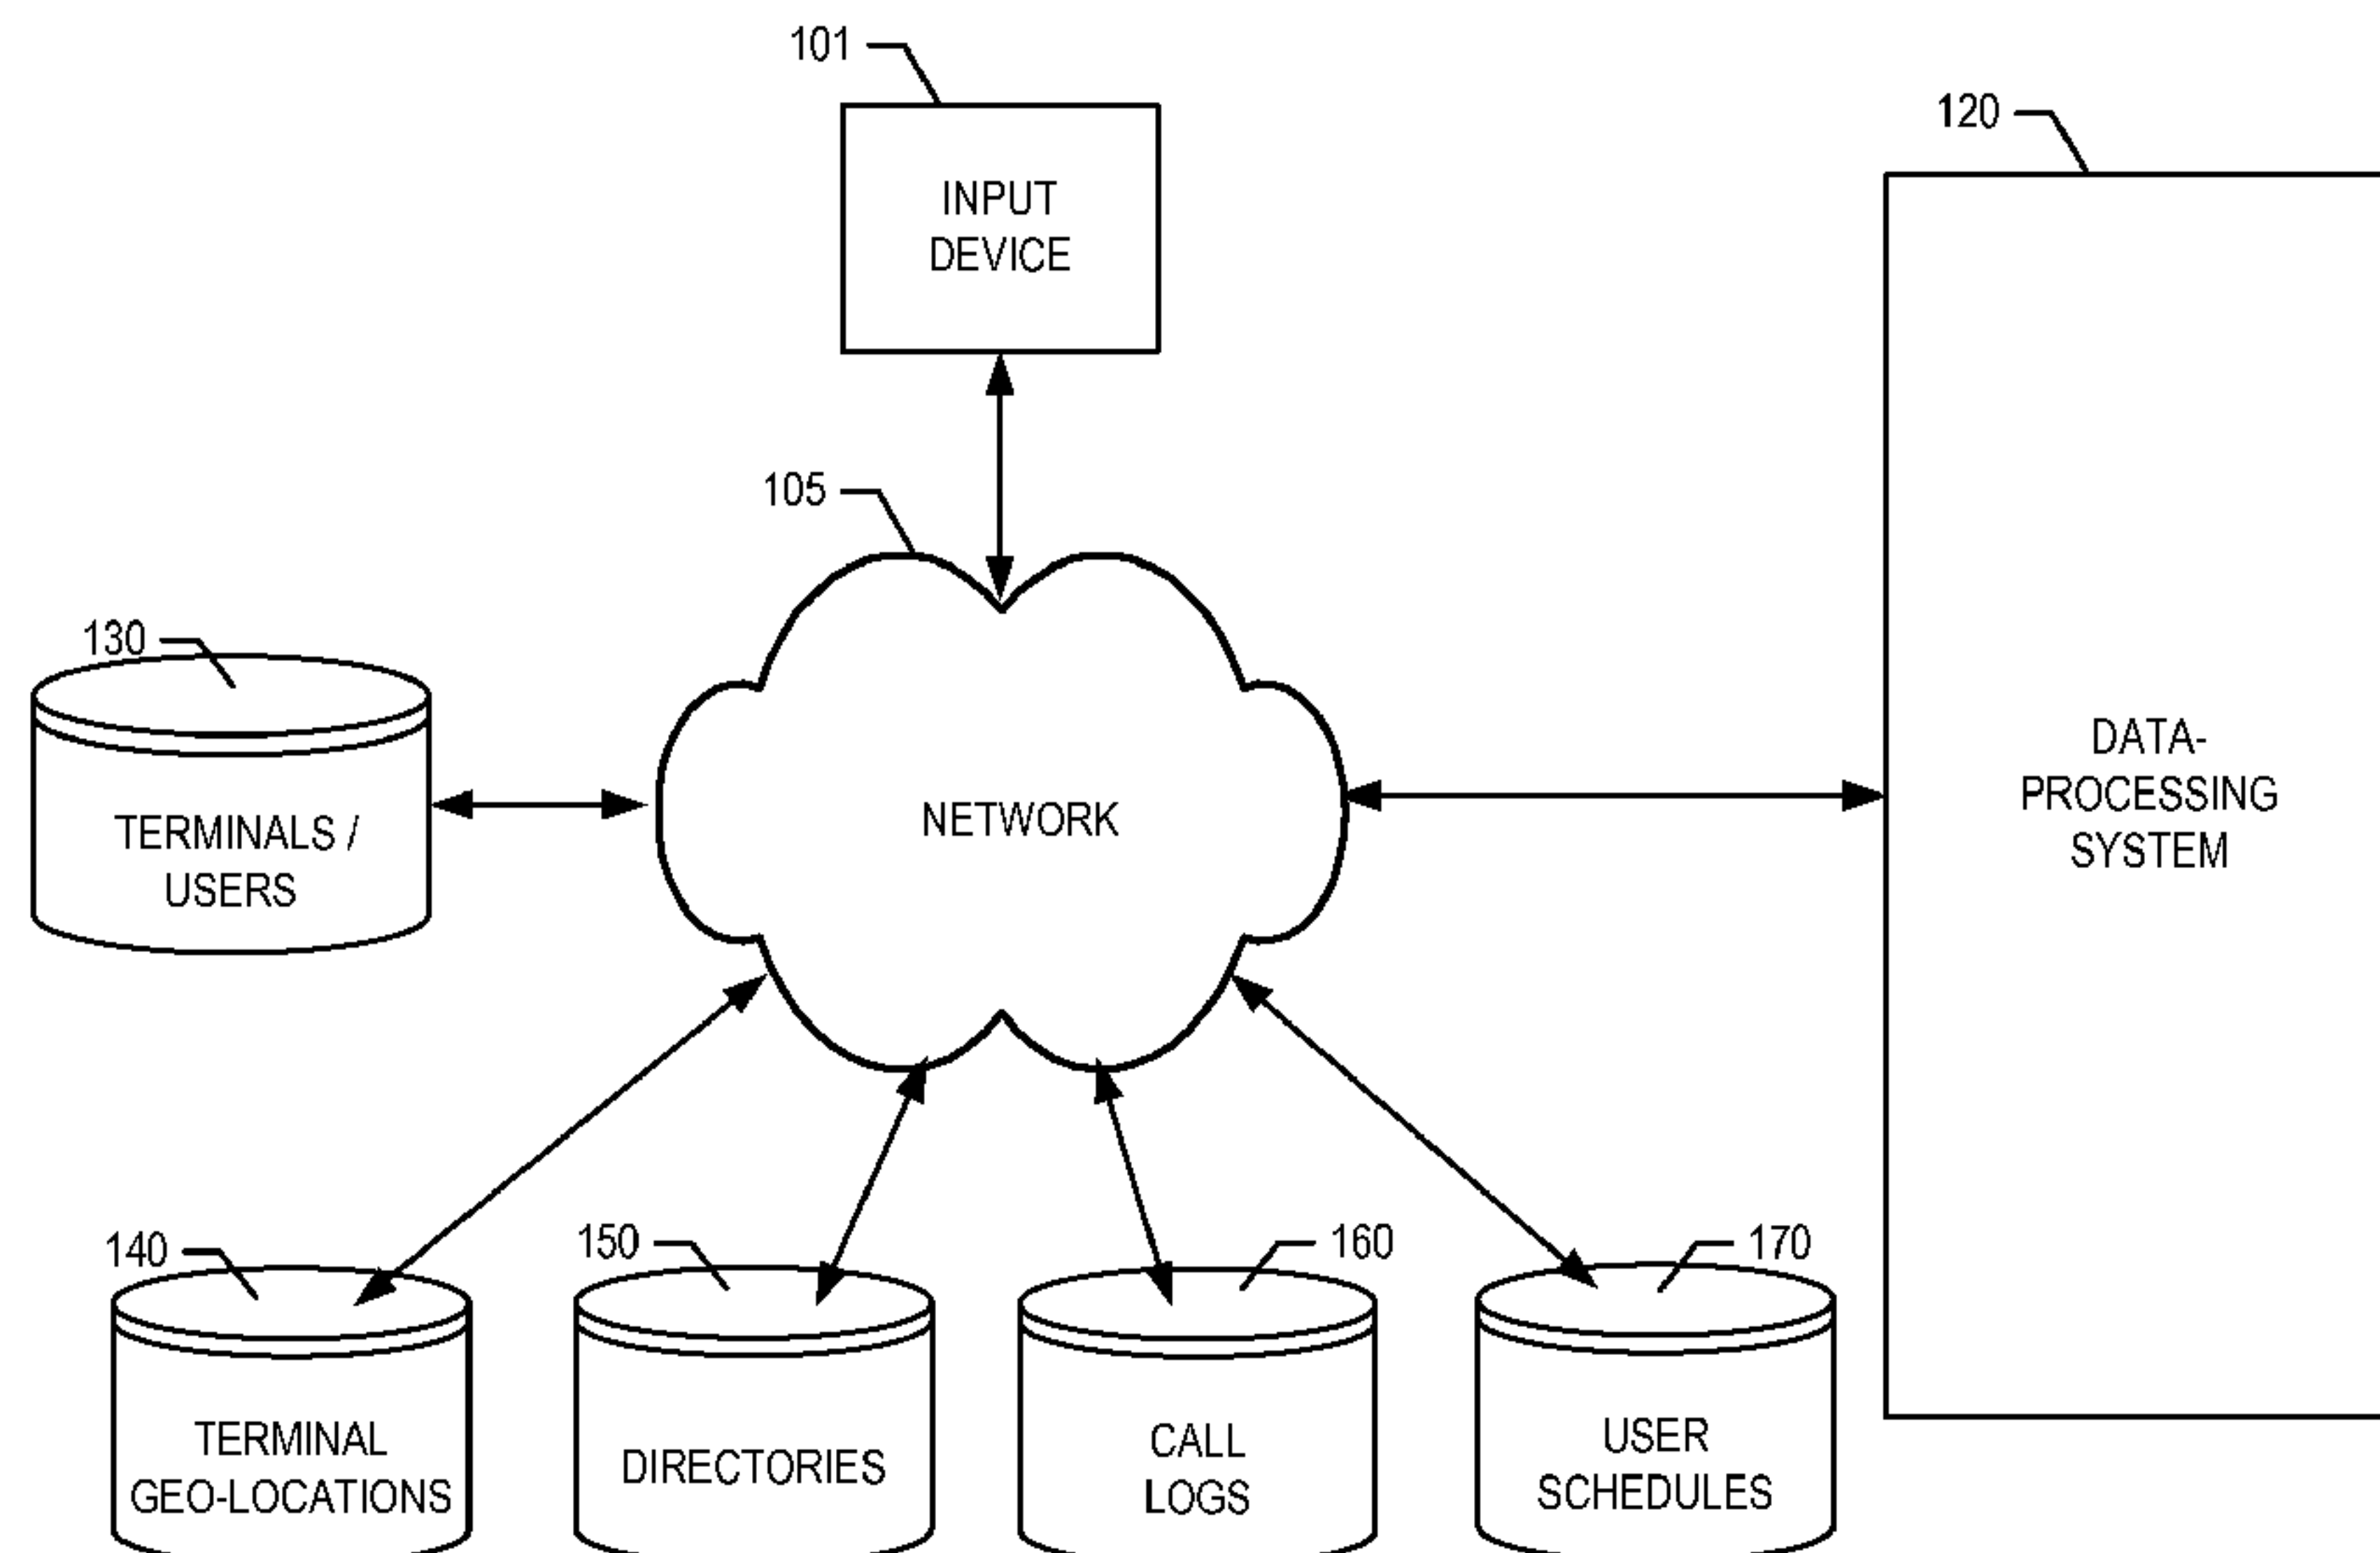 101
INPUT
DEVICE
120
105
130
TERMINALS /
USERS
NETWORK
DATA-
PROCESSING
SYSTEM
140
150
160
170
TERMINAL
GEO-LOCATIONS
DIRECTORIES
CALL
LOGS
USER
SCHEDULES